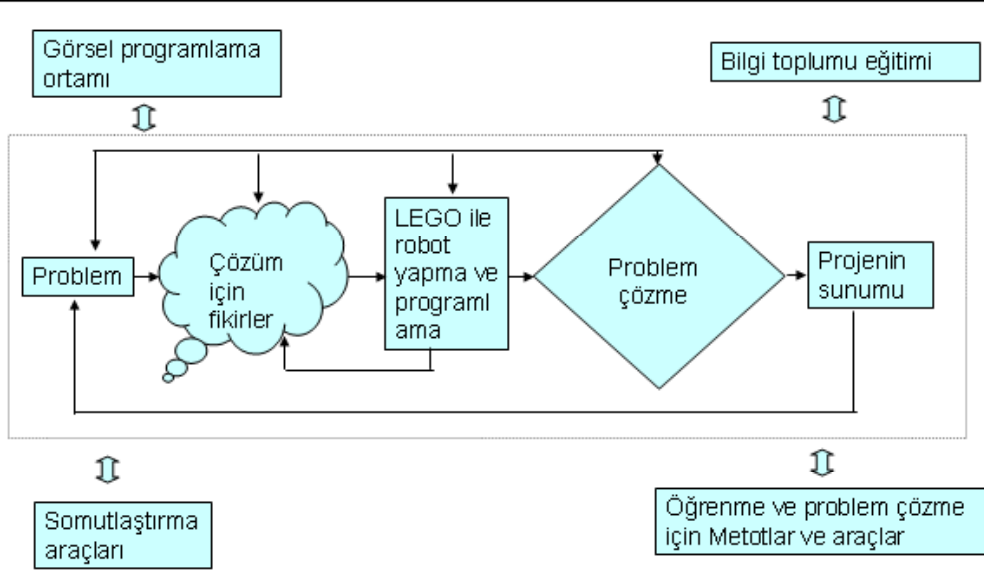 Görsel programlama
ortamı
Bilgi toplumu eğitimi
Problem
Çözüm
için
fikirler
LEGO ile
robot
yapma ve
programl
ama
Problem
çözme
Projenin
sunumu
Somutlaştırma
araçları
Öğrenme ve problem çözme
için Metotlar ve araçlar